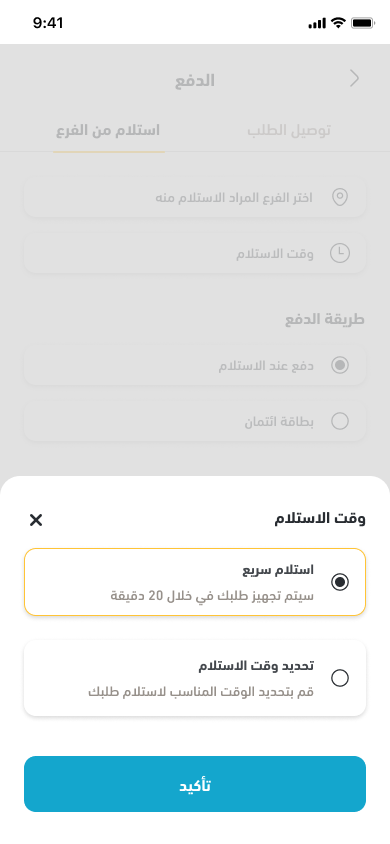 9:41
الدفع
توصيل الطلب
استلام من الفرع
اختر الفرع المراد الاستلام منه
وقت الاستلام
طريقة الدفع
دفع عند الاستلام
بطاقة ائتمان
وقت الاستلام
استلام سريع
سيتم تجهيز طلبك في خلال 20 دقيقة
تحديد وقت الاستلام
قم بتحديد الوقت المناسب لاستلام طلبك
تأكيد